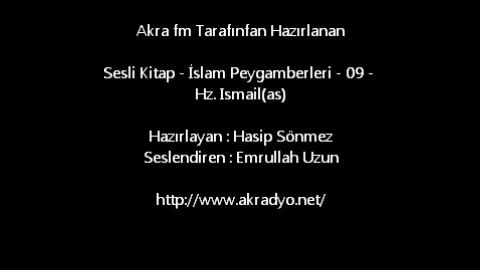 Akra fm Tarafınfan Hazırlanan
Sesli Kitap - İslam Peygamberleri - 09 -
Hz. Ismail(as)
Hazırlayan : Hasip Sönmez
Seslendiren : Emrullah Uzun
http://www.akradyo.net/